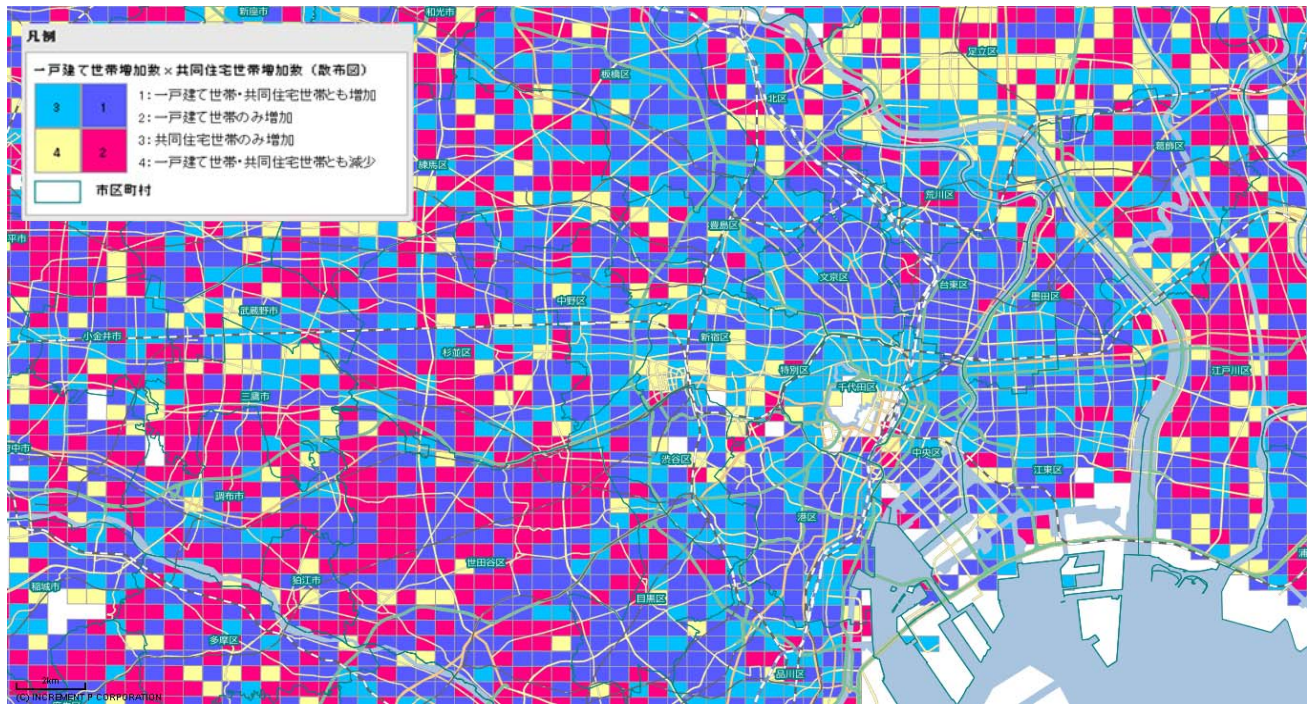 凡例
一戸建て世帯増加数×共同住宅世帯増加数（散布図）
3
1
4
2
1：一戸建て世帯・共同住宅世帯とも増加
2：一戸建て世帯のみ増加
3：共同住宅世帯のみ増加
4：一戸建て世帯・共同住宅世帯とも減少
市区町村
新座市
和光市
足立区
板橋区
北区
葛飾区
練馬区
荒川区
豊島区
平市
文京区
台東区
中野区
墨田区
武蔵野市
小金井市
新宿区
杉並区
特別区
江戸川区
千代田区
三鷹市
中市
渋谷区
中央区
江東区
調布市
港区
世田谷区
浦
狛江市
稲城市
目黒区
多摩区
品川区
2km
(C) INCREMENT P CORPORATION